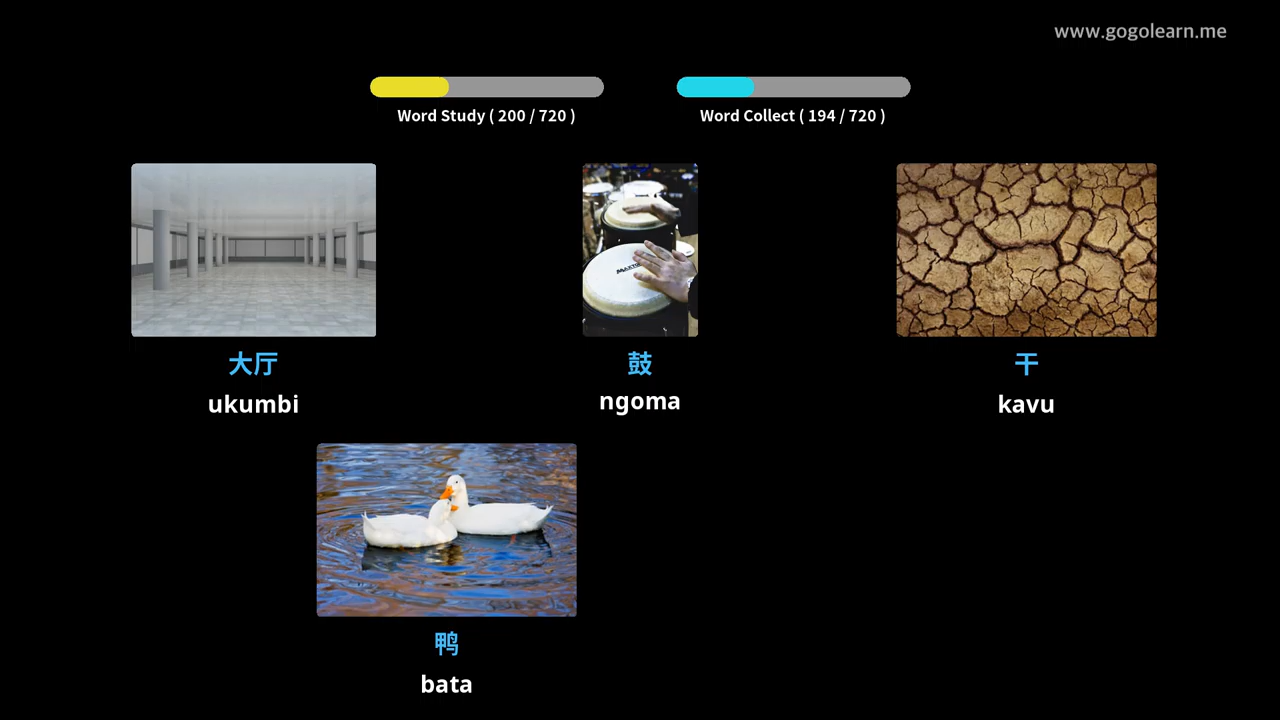 www.gogolearn.me
Word Study ( 200 / 720 )
Word Collect ( 194 / 720 )
大厅
ukumbi
鼓
ngoma
干
kavu
鸭
bata